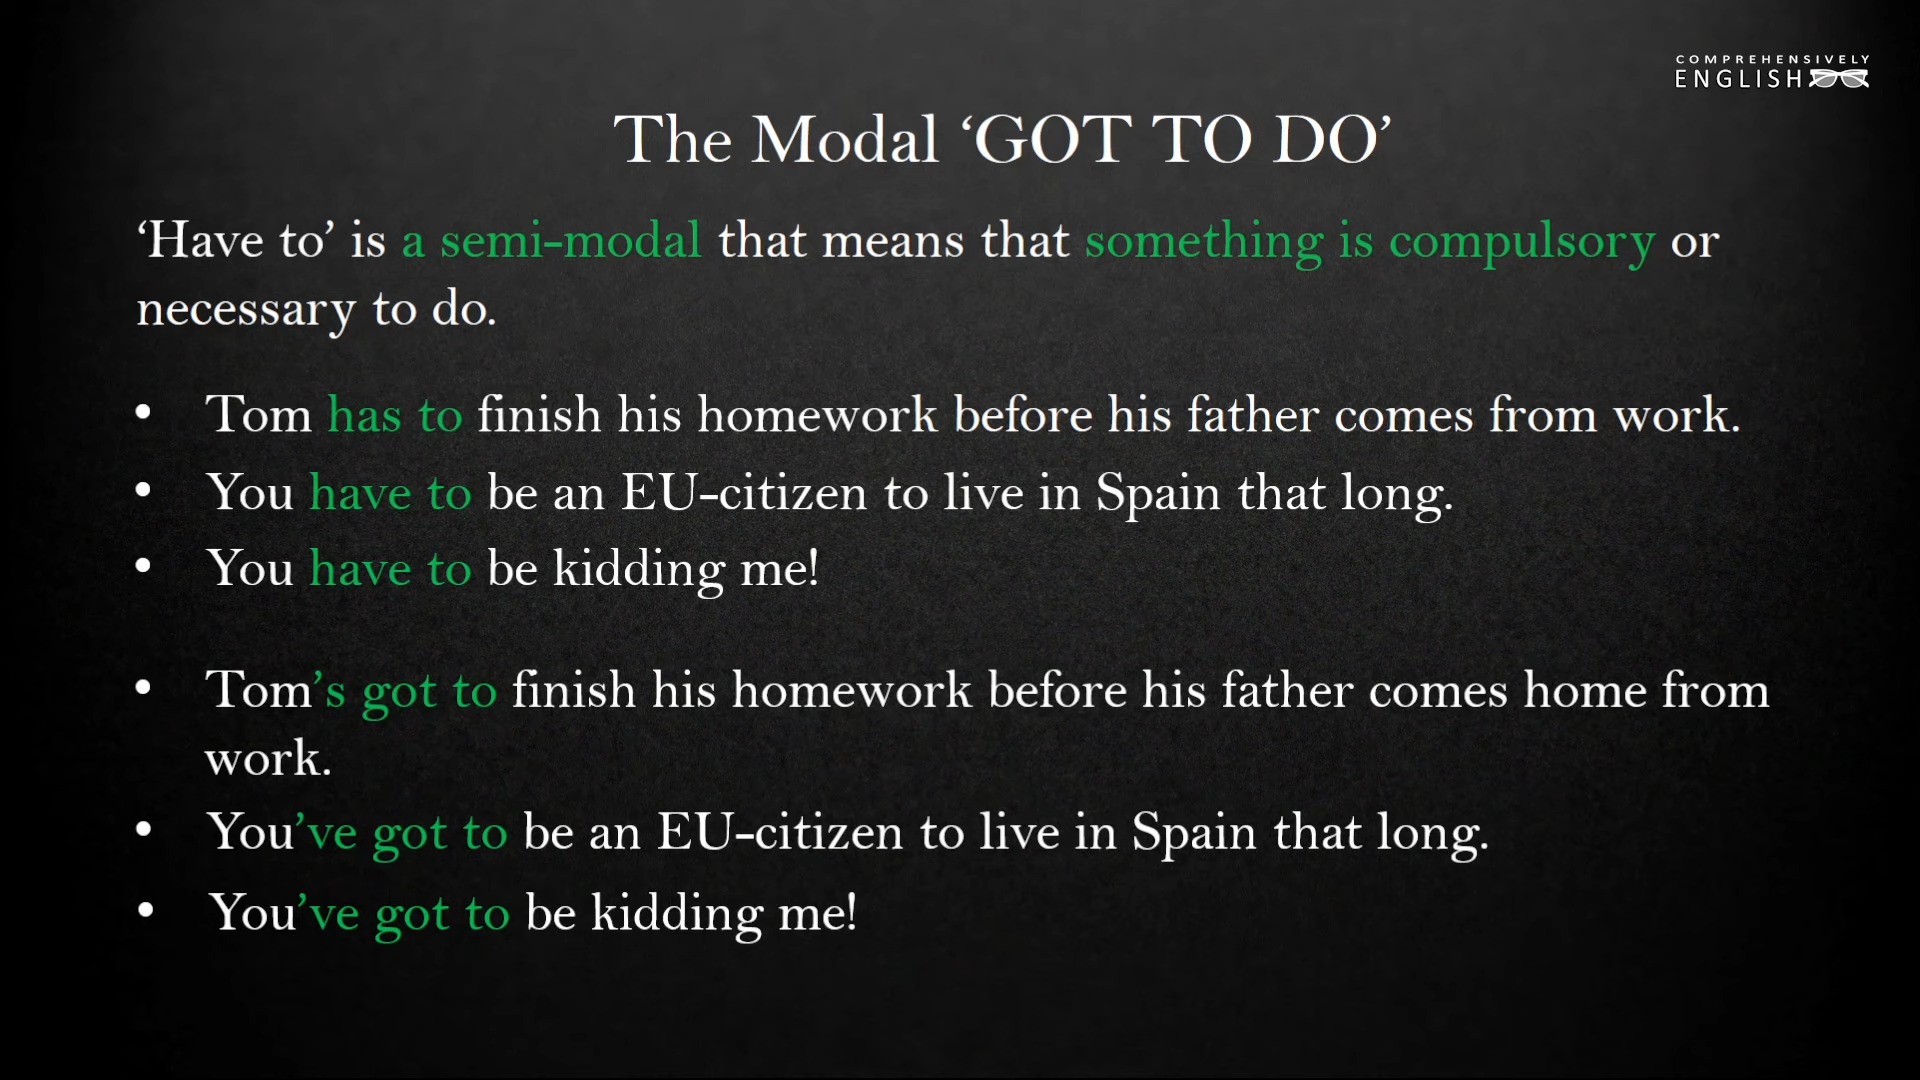 COMPREHENSIVELY
ENGLISH
The Modal ‘GOT TO DO’
‘Have to’ is a semi-modal that means that something is compulsory or
necessary to do.
• Tom has to finish his homework before his father comes from work.
• You have to be an EU-citizen to live in Spain that long.
• You have to be kidding me!
• Tom’s got to finish his homework before his father comes home from
work.
• You’ve got to be an EU-citizen to live in Spain that long.
• You’ve got to be kidding me!